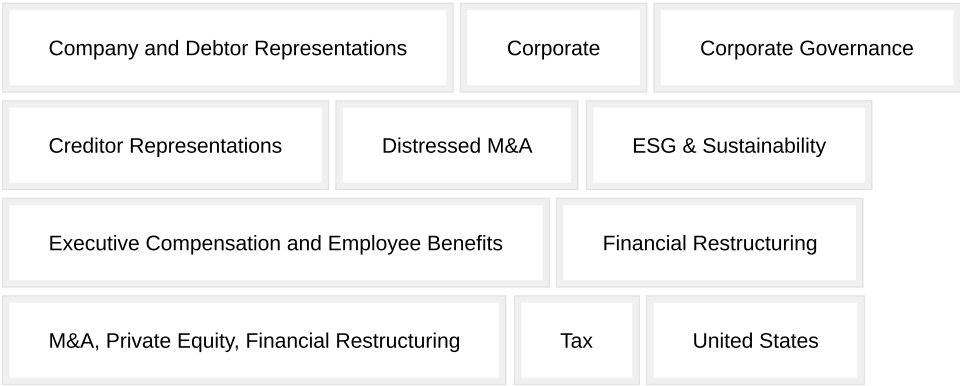 Company and Debtor Representations
Corporate
Corporate Governance
Creditor Representations
Distressed M&A
ESG & Sustainability
Executive Compensation and Employee Benefits
Financial Restructuring
M&A, Private Equity, Financial Restructuring
Tax
United States